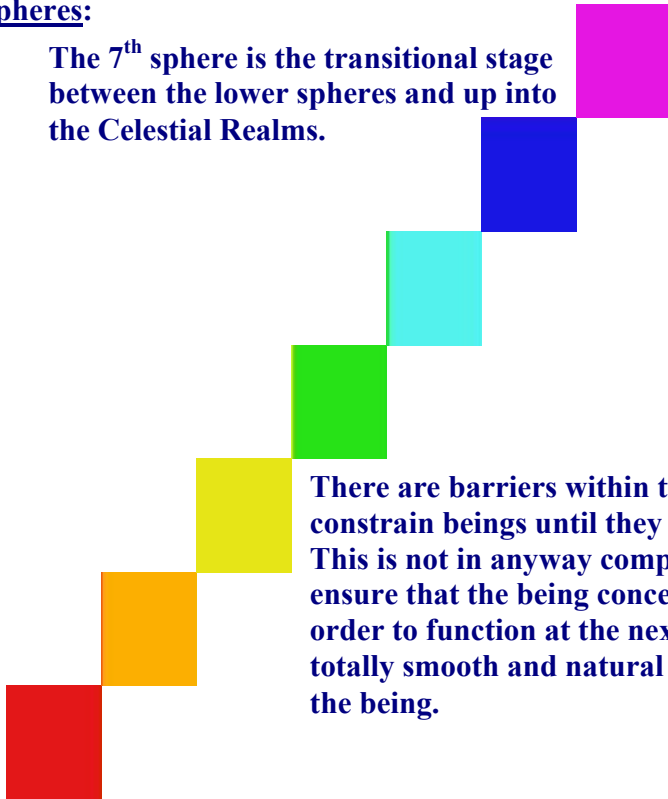 pheres:
The 7th sphere is the transitional stage
between the lower spheres and up into
the Celestial Realms.
There are barriers within t
constrain beings until they
This is not in anyway comp
ensure that the being conce
order to function at the nex
totally smooth and natural
the being.